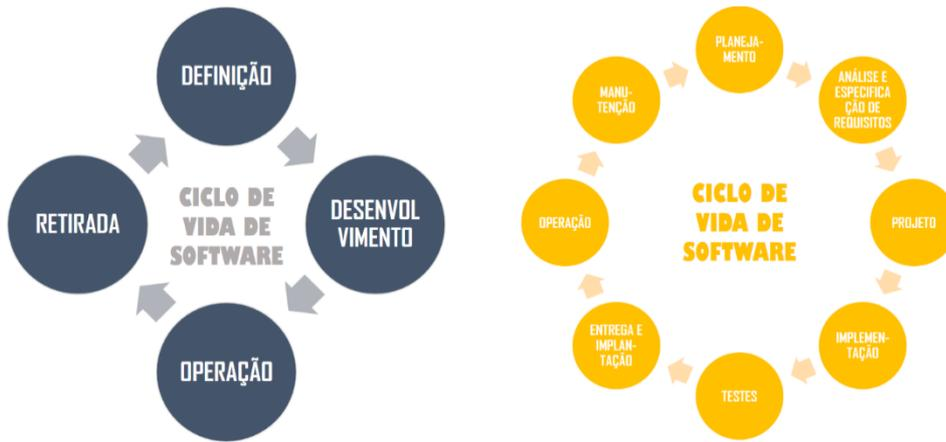 DEFINIÇÃO
DESENVOL
VIMENTO
OPERAÇÃO
RETIRADA
CICLO DE
VIDA DE
SOFTWARE
PLANEJA-
MENTO
ANÁLISE E
ESPECIFICA
ÇÃO DE
REQUISITOS
PROJETO
IMPLEMEN-
TAÇÃO
TESTES
ENTREGA E
IMPLAN-
TAÇÃO
OPERAÇÃO
MANU-
TENÇÃO
CICLO DE
VIDA DE
SOFTWARE